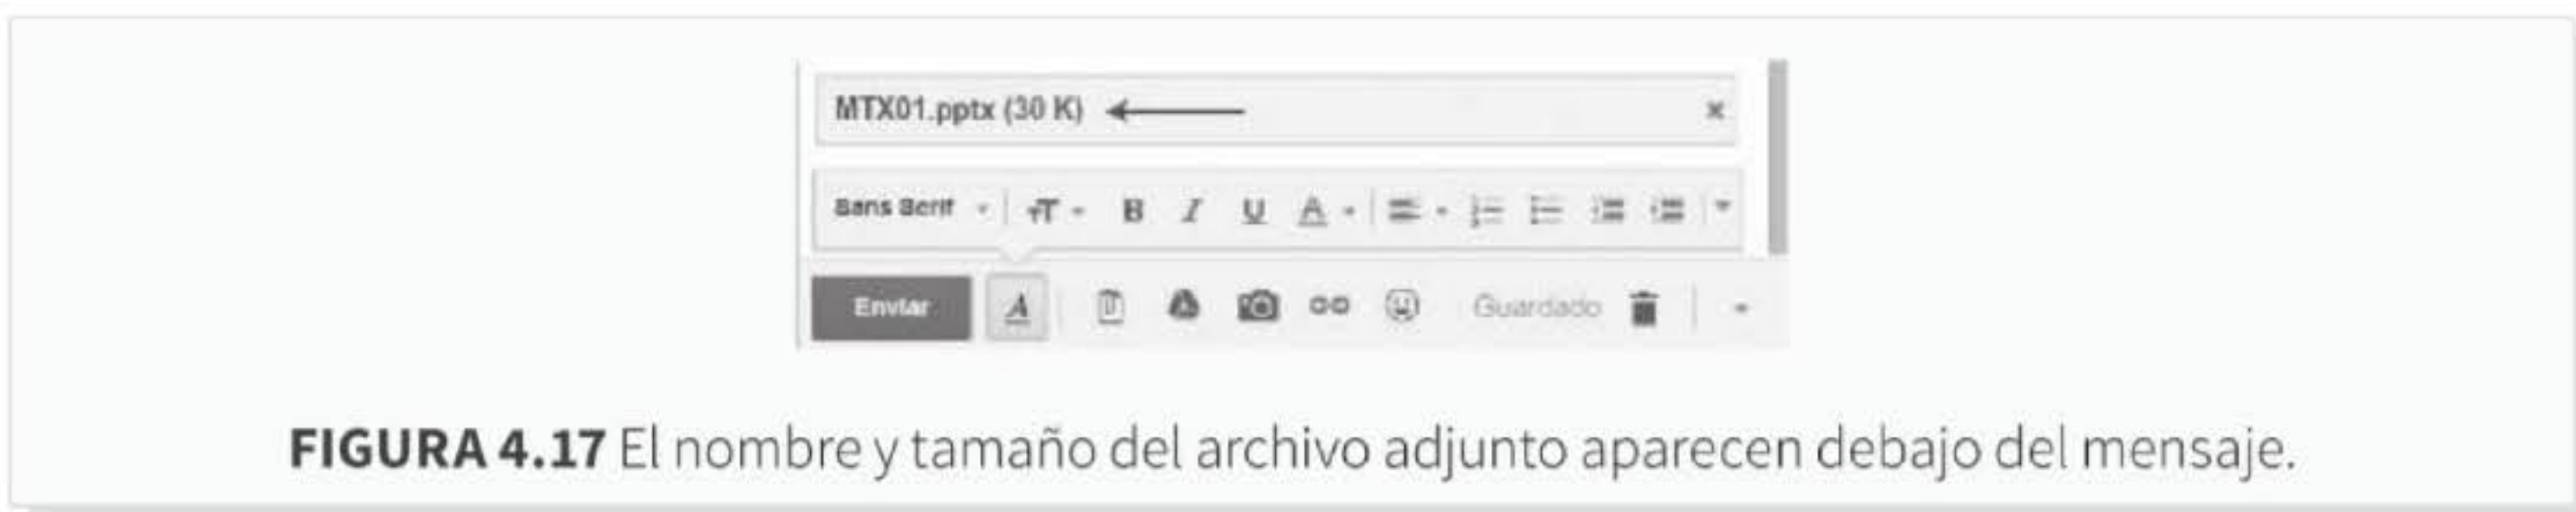 MTX01.pptx (30 K)
Sans Serif
Enviar
Guardado
FIGURA 4.17 El nombre y tamaño del archivo adjunto aparecen debajo del mensaje.